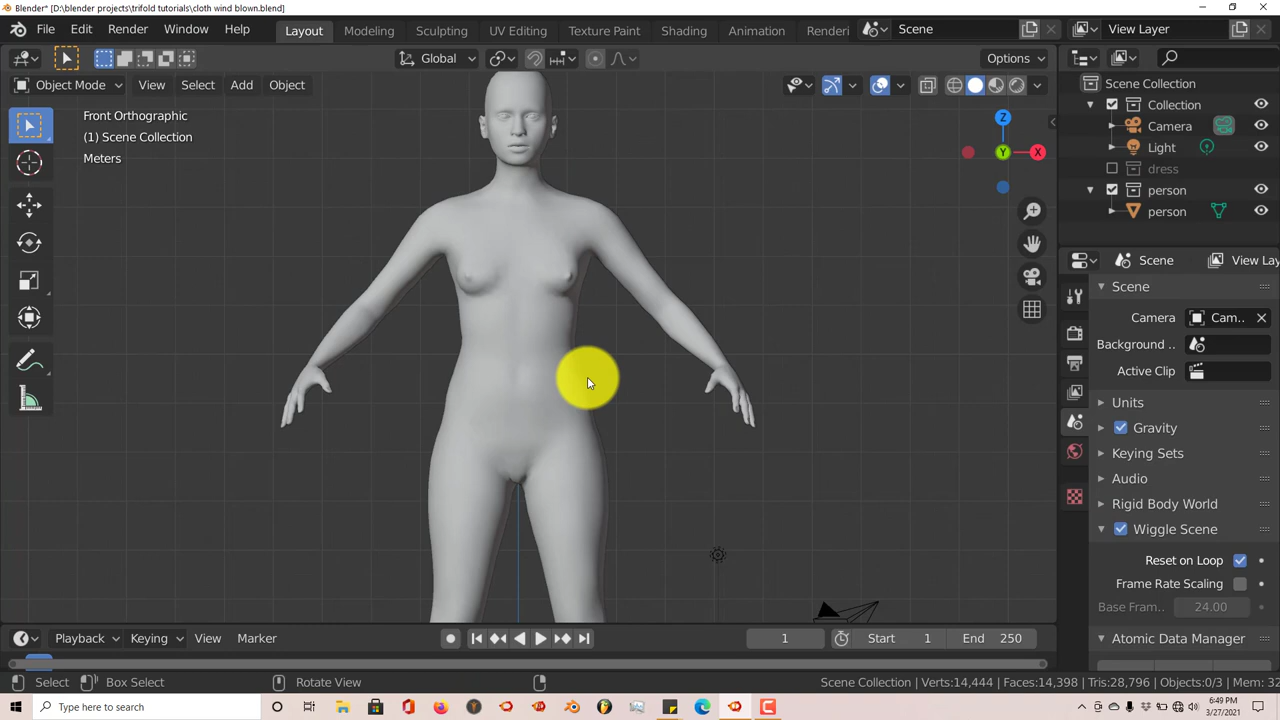 Blender* [D:\blender projects\trifold tutorials\cloth wind blown.blend]
File Edit Render Window Help Layout Modeling Sculpting UV Editing Texture Paint Shading Animation Renderi Scene View Layer
Global Options
Object Mode View Select Add Object
Front Orthographic
(1) Scene Collection
Meters
Z
Y
X
Scene Collection
Collection
Camera
Light
dress
person
person
Scene View Lay
Scene
Camera Cam..
Background ..
Active Clip
Units
Gravity
Keying Sets
Audio
Rigid Body World
Wiggle Scene
Reset on Loop
Frame Rate Scaling
Base Fram.. 24.00
Atomic Data Manager
Playback Keying View Marker 1 Start 1 End 250
Select Box Select Rotate View Scene Collection | Verts:14,444 | Faces:14,398 | Tris:28,796 | Objects:0/3 | Mem: 32
Type here to search
6:49 PM
3/27/2021